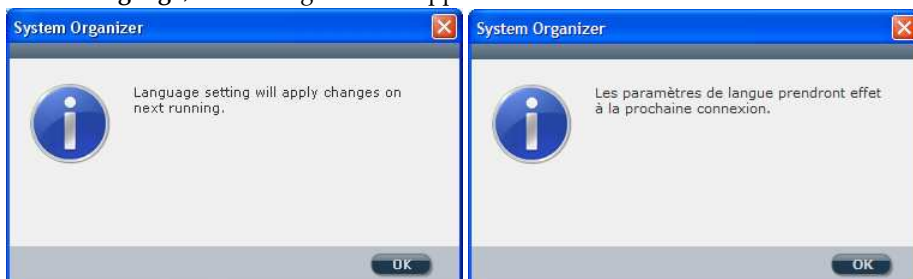 System Organizer
Language setting will apply changes on
next running.
OK
System Organizer
Les paramètres de langue prendront effet
à la prochaine connexion.
OK